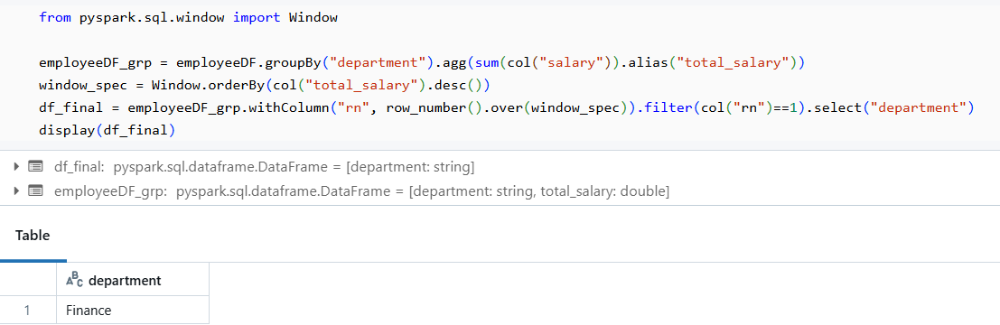 from pyspark.sql.window import Window
employeeDF_grp = employeeDF.groupBy("department").agg(sum(col("salary")).alias("total_salary"))
window_spec = Window.orderBy(col("total_salary").desc())
df_final = employeeDF_grp.withColumn("rn", row_number().over(window_spec)).filter(col("rn")==1).select("department")
display(df_final)
df_final: pyspark.sql.dataframe.DataFrame = [department: string]
employeeDF_grp: pyspark.sql.dataframe.DataFrame = [department: string, total_salary: double]
Table
ABC department
1 Finance